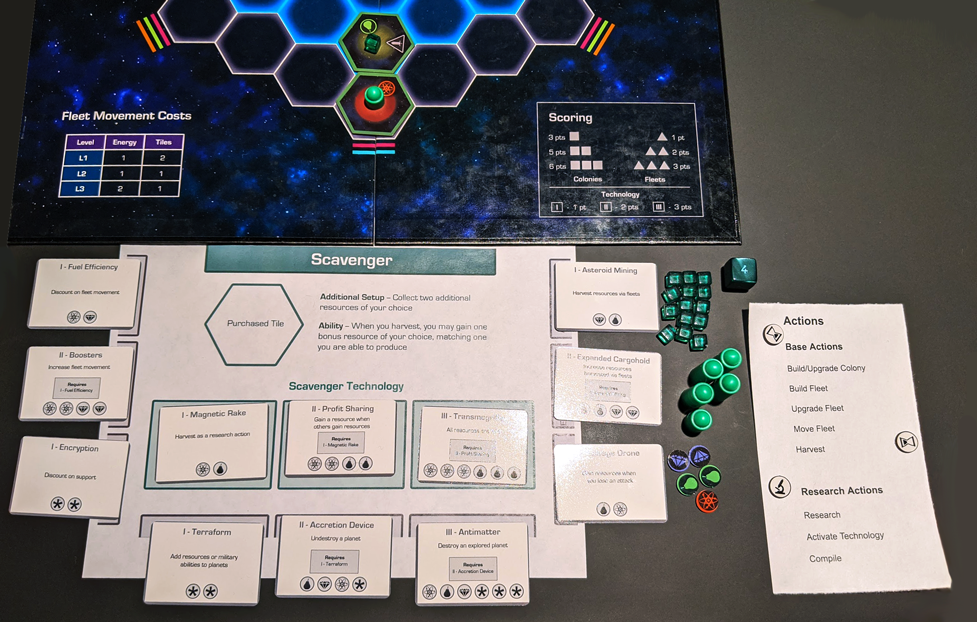 Fleet Movement Costs
Level Energy Tiles
L1 1 2
L2 1 1
L3 2 1
Scoring
3 pts 1 pt
5 pts 2 pts
6 pts 3 pts
Colonies Fleets
Technology
I - 1 pt II - 2 pts III - 3 pts
Scavenger
Purchased Tile
Additional Setup – Collect two additional
resources of your choice
Ability – When you harvest, you may gain one
bonus resource of your choice, matching one
you are able to produce
Scavenger Technology
I - Fuel Efficiency
Discount on fleet movement
II - Boosters
Increase fleet movement
Requires
I - Fuel Efficiency
I - Encryption
Discount on support
I - Magnetic Rake
Harvest as a research action
II - Profit Sharing
Gain a resource when
others gain resources
Requires
I - Magnetic Rake
III -
All resources are
Requires
II - Profit Sharing
I - Terraform
Add resources or military
abilities to planets
II - Accretion Device
Undestroy a planet
Requires
I - Terraform
III - Antimatter
Destroy an explored planet
Requires
II - Accretion Device
I - Asteroid Mining
Harvest resources via fleets
II - Expanded Cargohold
Increase resources
harvested via fleets
Requires
Drone
resources when
you lose an attack
4
Actions
Base Actions
Build/Upgrade Colony
Build Fleet
Upgrade Fleet
Move Fleet
Harvest
Research Actions
Research
Activate Technology
Compile